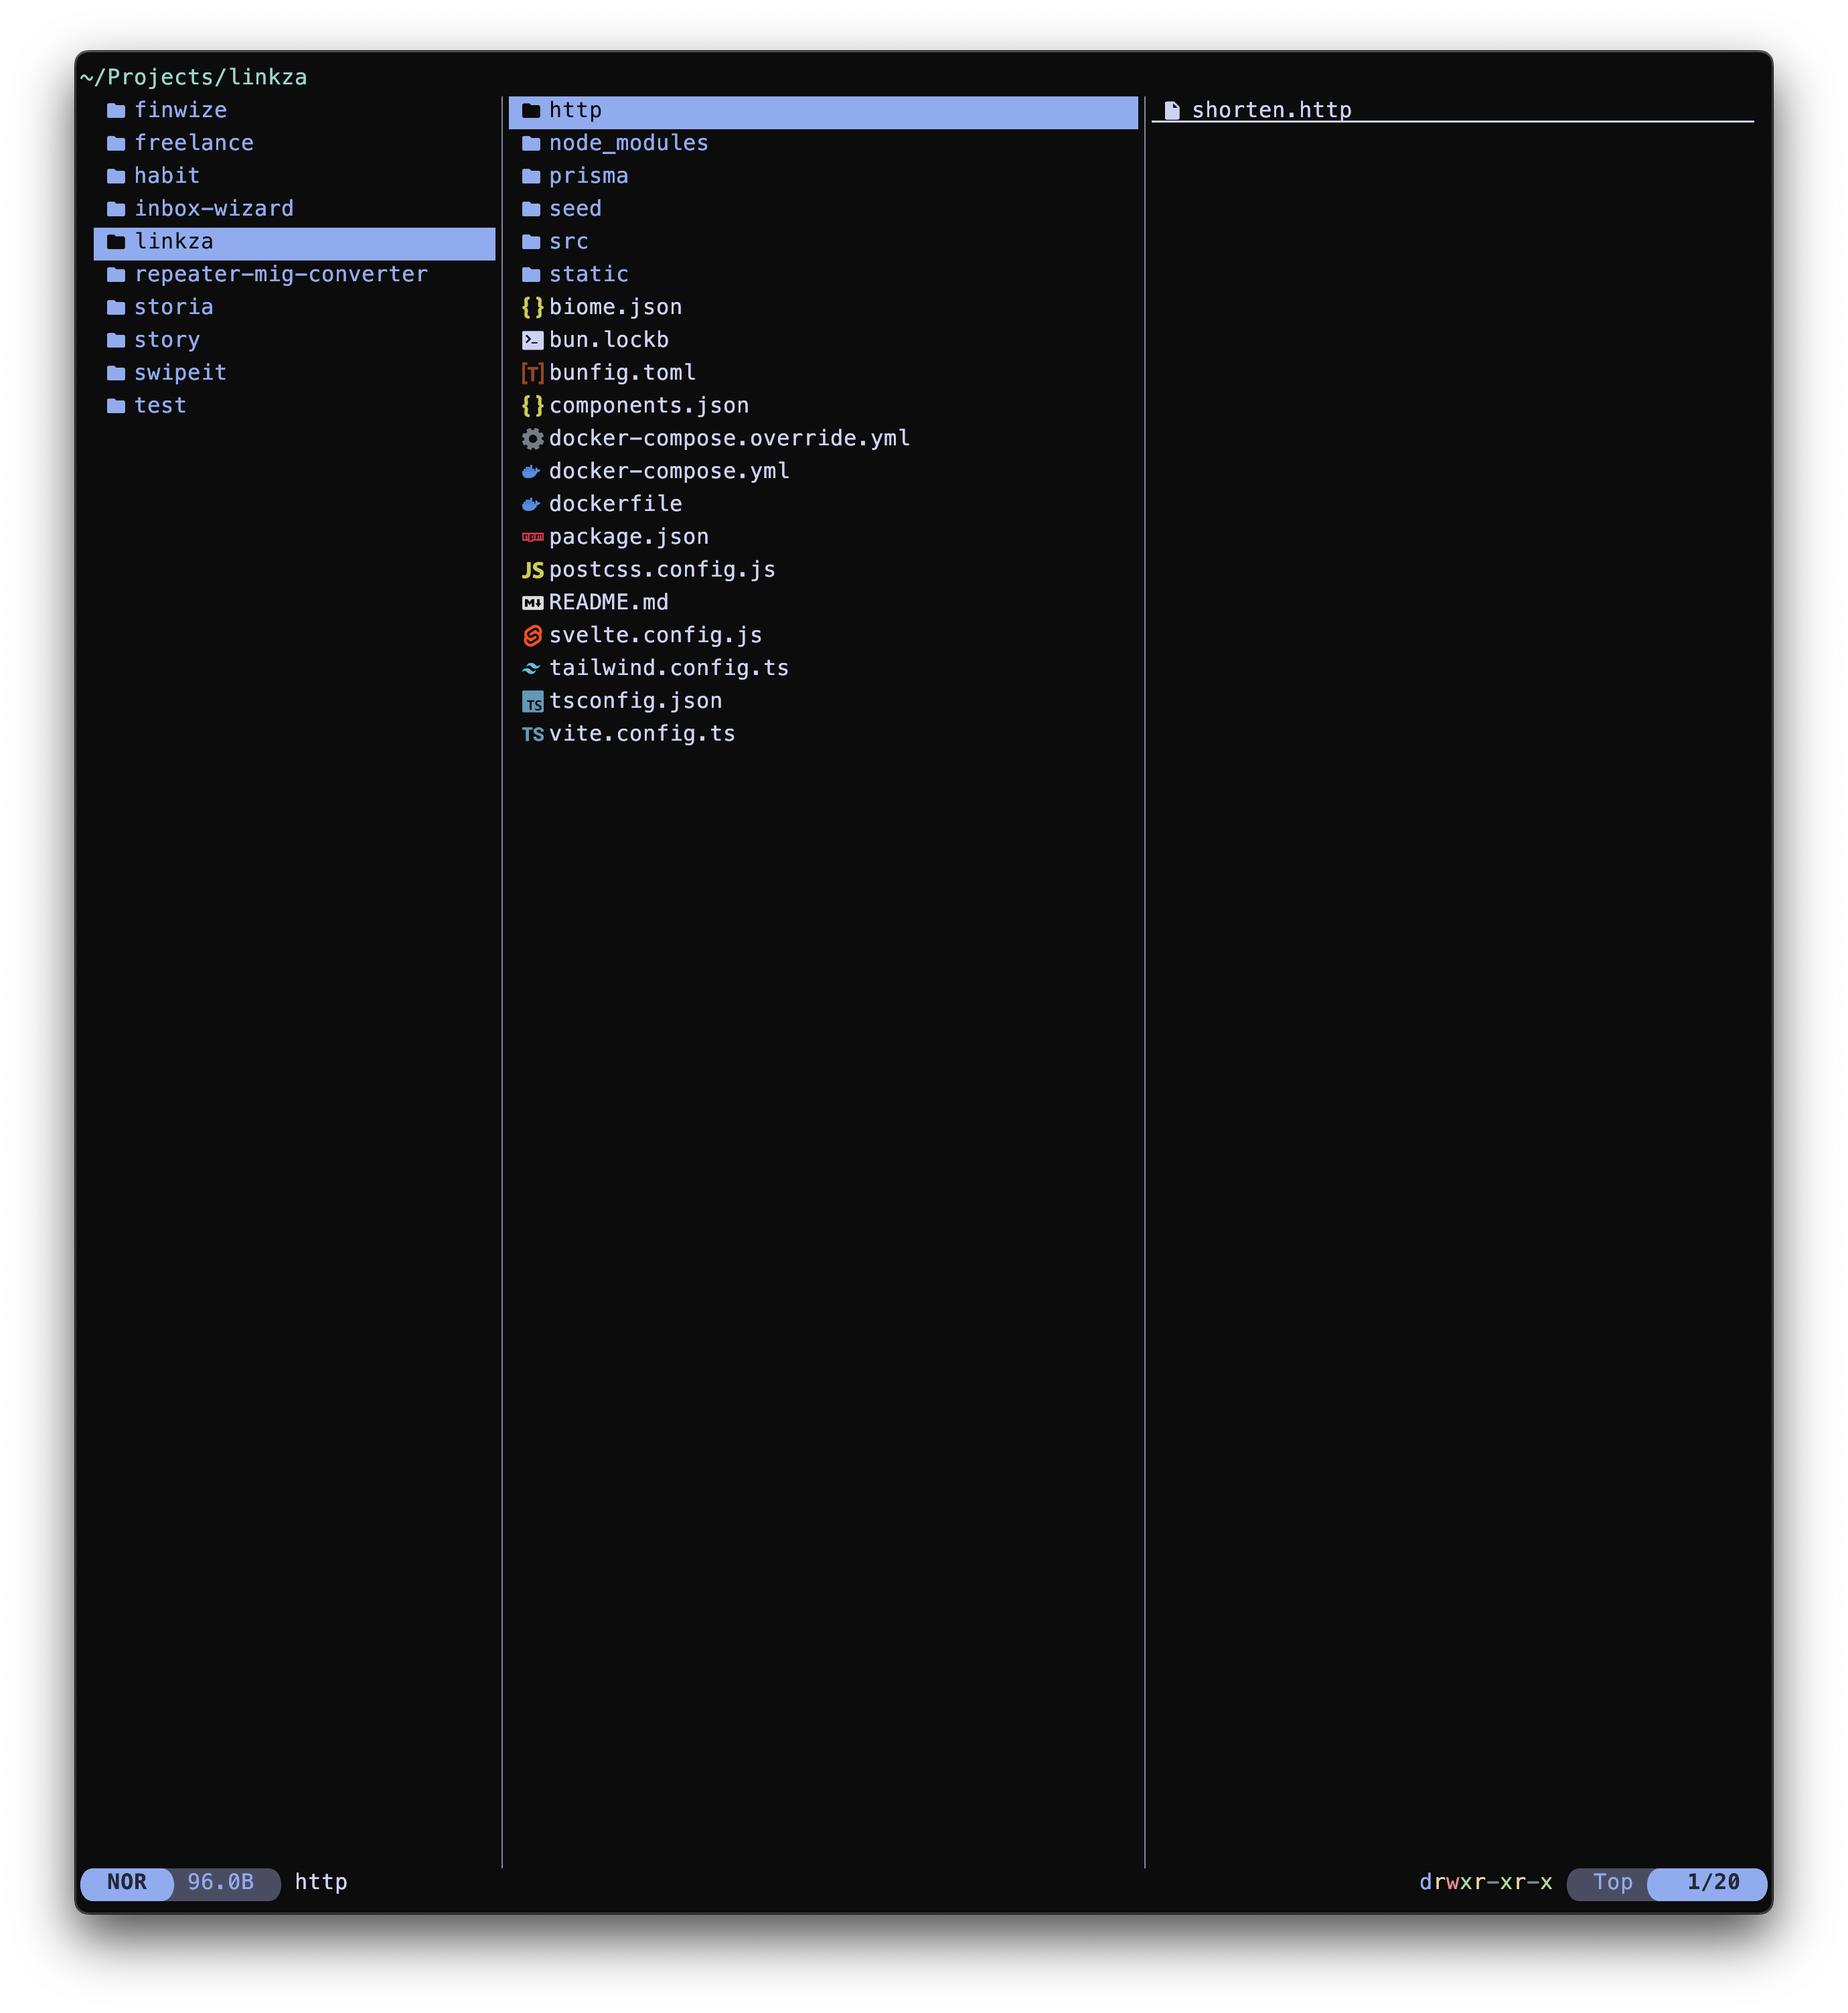 ~/Projects/linkza
finwize
freelance
habit
inbox-wizard
linkza
repeater-mig-converter
storia
story
swipeit
test
http
node_modules
prisma
seed
src
static
biome.json
bun.lockb
bunfig.toml
components.json
docker-compose.override.yml
docker-compose.yml
dockerfile
package.json
JS postcss.config.js
README.md
svelte.config.js
tailwind.config.ts
TS tsconfig.json
TS vite.config.ts
shorten.http
NOR 96.0B http
drwxr-xr-x Top 1/20